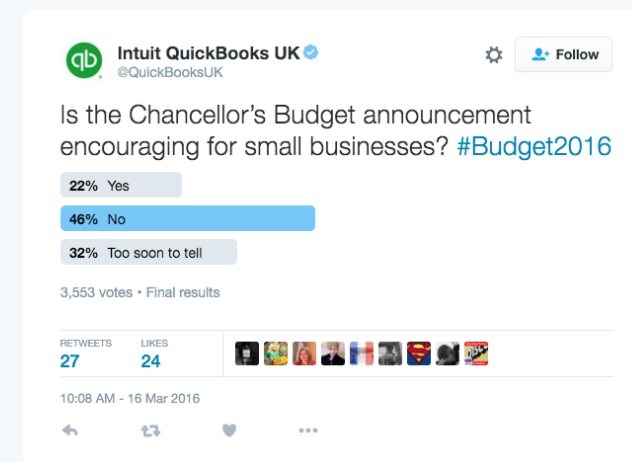 qb
Intuit QuickBooks UK
@QuickBooksUK
Follow
Is the Chancellor’s Budget announcement
encouraging for small businesses? #Budget2016
22% Yes
46% No
32% Too soon to tell
3,553 votes • Final results
RETWEETS LIKES
27 24
10:08 AM - 16 Mar 2016